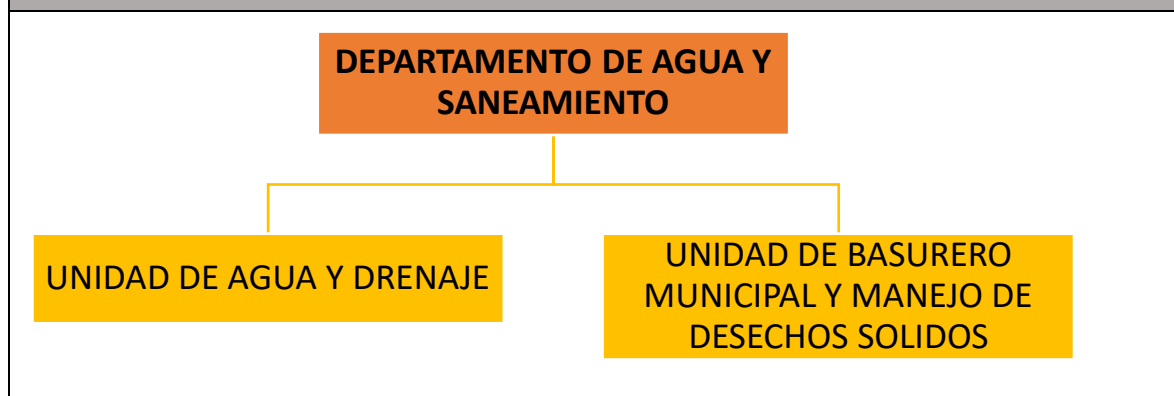 DEPARTAMENTO DE AGUA Y
SANEAMIENTO
UNIDAD DE AGUA Y DRENAJE
UNIDAD DE BASURERO
MUNICIPAL Y MANEJO DE
DESECHOS SOLIDOS